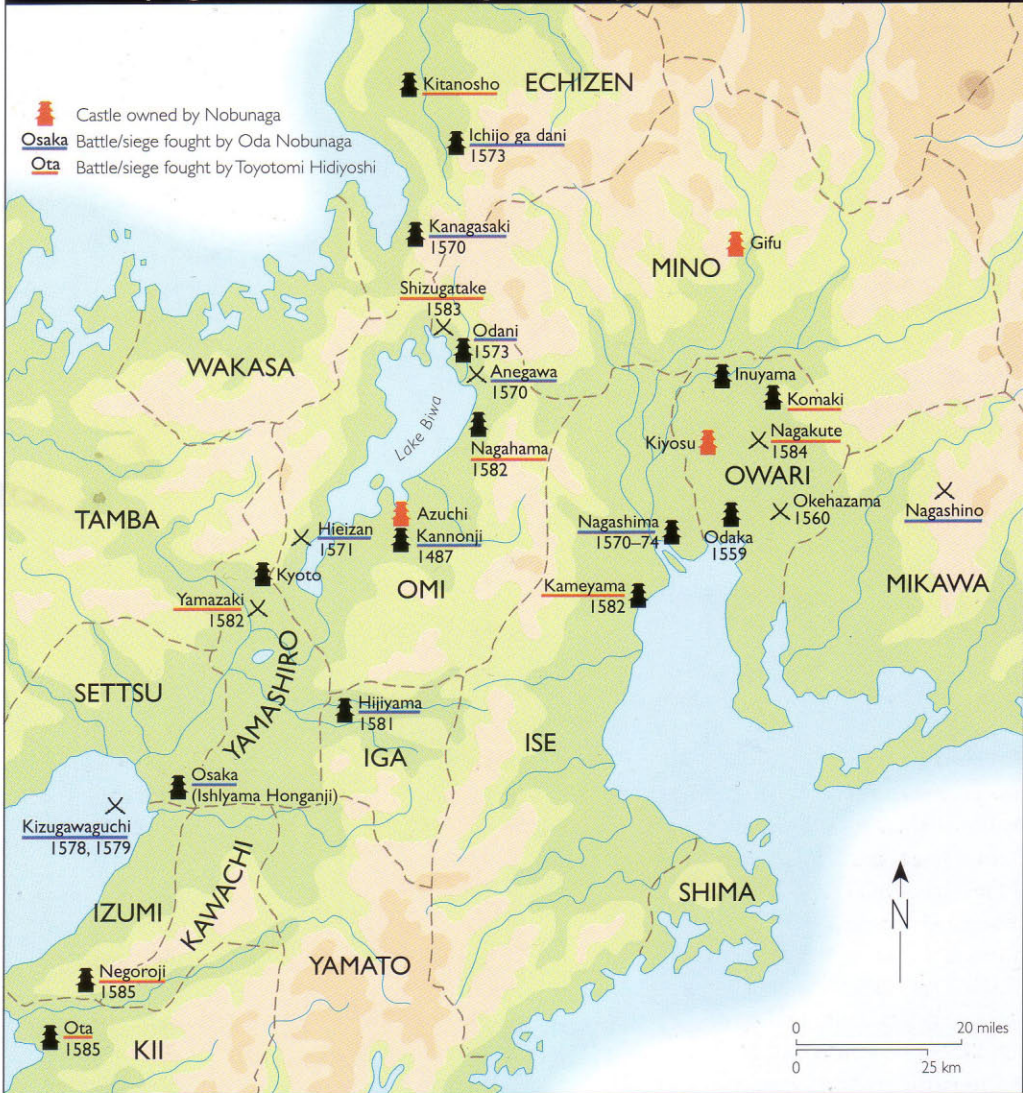 Castle owned by Nobunaga
Osaka Battle/siege fought by Oda Nobunaga
Ota Battle/siege fought by Toyotomi Hidiyoshi
Kitanosho
ECHIZEN
Ichijo ga dani
1573
Kanagasaki
1570
Gifu
MINO
Shizugatake
1583
Odani
1573
WAKASA
Anegawa
1570
Inuyama
Komaki
Lake Biwa
Nagahama
1582
Kiyosu
Nagakute
1584
OWARI
TAMBA
Azuchi
Kannonji
1487
Hieizan
1571
Nagashima
1570–74
Odaka
1559
Okehazama
1560
Nagashino
Kyoto
OMI
Kameyama
1582
MIKAWA
Yamazaki
1582
SETTSU
YAMASHIRO
Hijiyama
1581
IGA
ISE
Osaka
(Ishlyama Honganji)
Kizugawaguchi
1578, 1579
IZUMI
KAWACHI
SHIMA
N
Negoroji
1585
YAMATO
Ota
1585
KII
0 20 miles
0 25 km